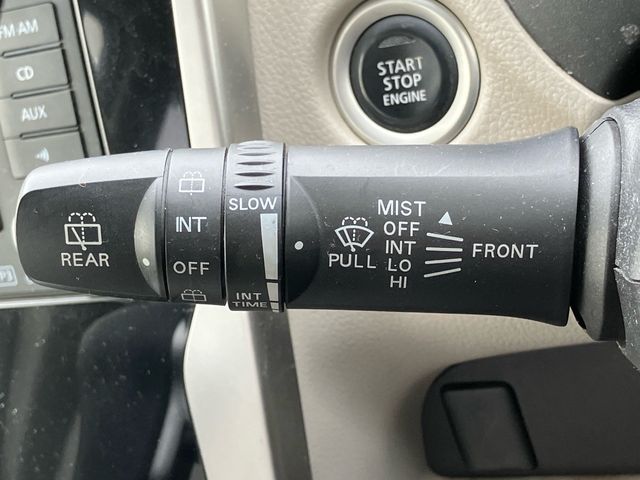 FM AM
CD
AUX
START
STOP
ENGINE
REAR
INT
OFF
SLOW
INT
TIME
PULL
MIST
OFF
INT
LO
HI
FRONT